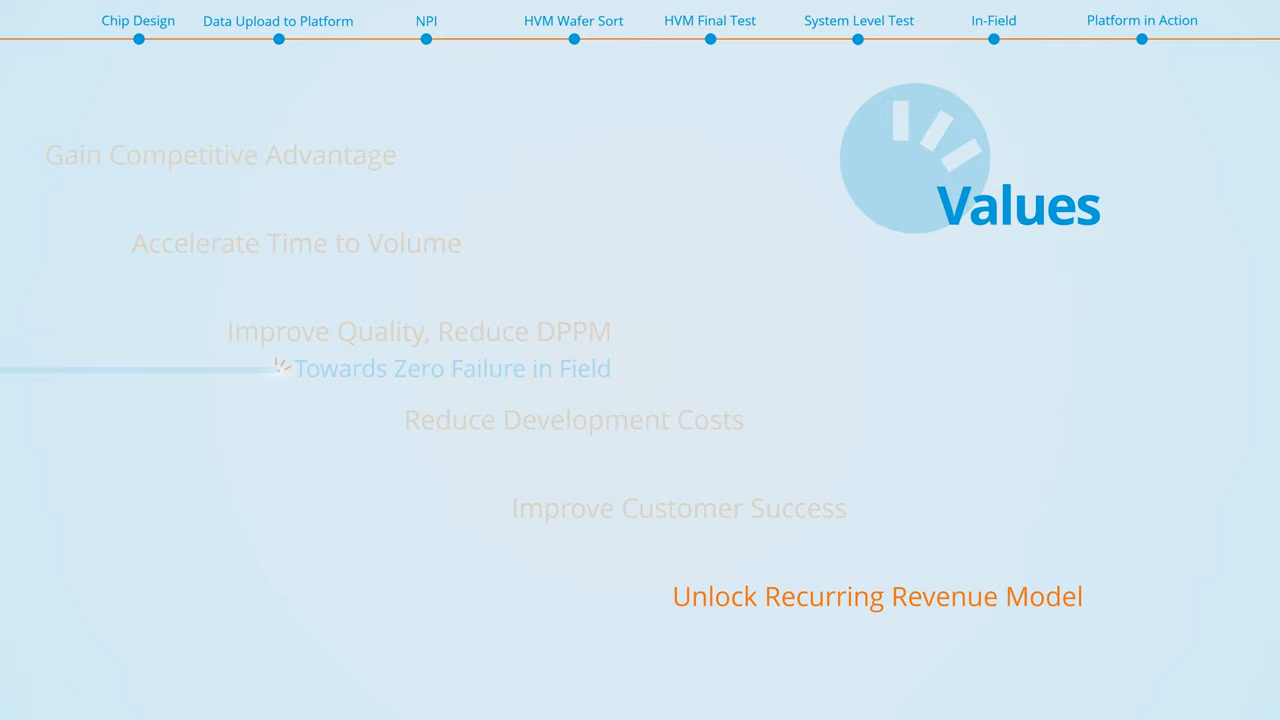 Chip Design
Data Upload to Platform
NPI
HVM Wafer Sort
HVM Final Test
System Level Test
In-Field
Platform in Action
Values
Gain Competitive Advantage
Accelerate Time to Volume
Improve Quality, Reduce DPPM
Towards Zero Failure in Field
Reduce Development Costs
Improve Customer Success
Unlock Recurring Revenue Model